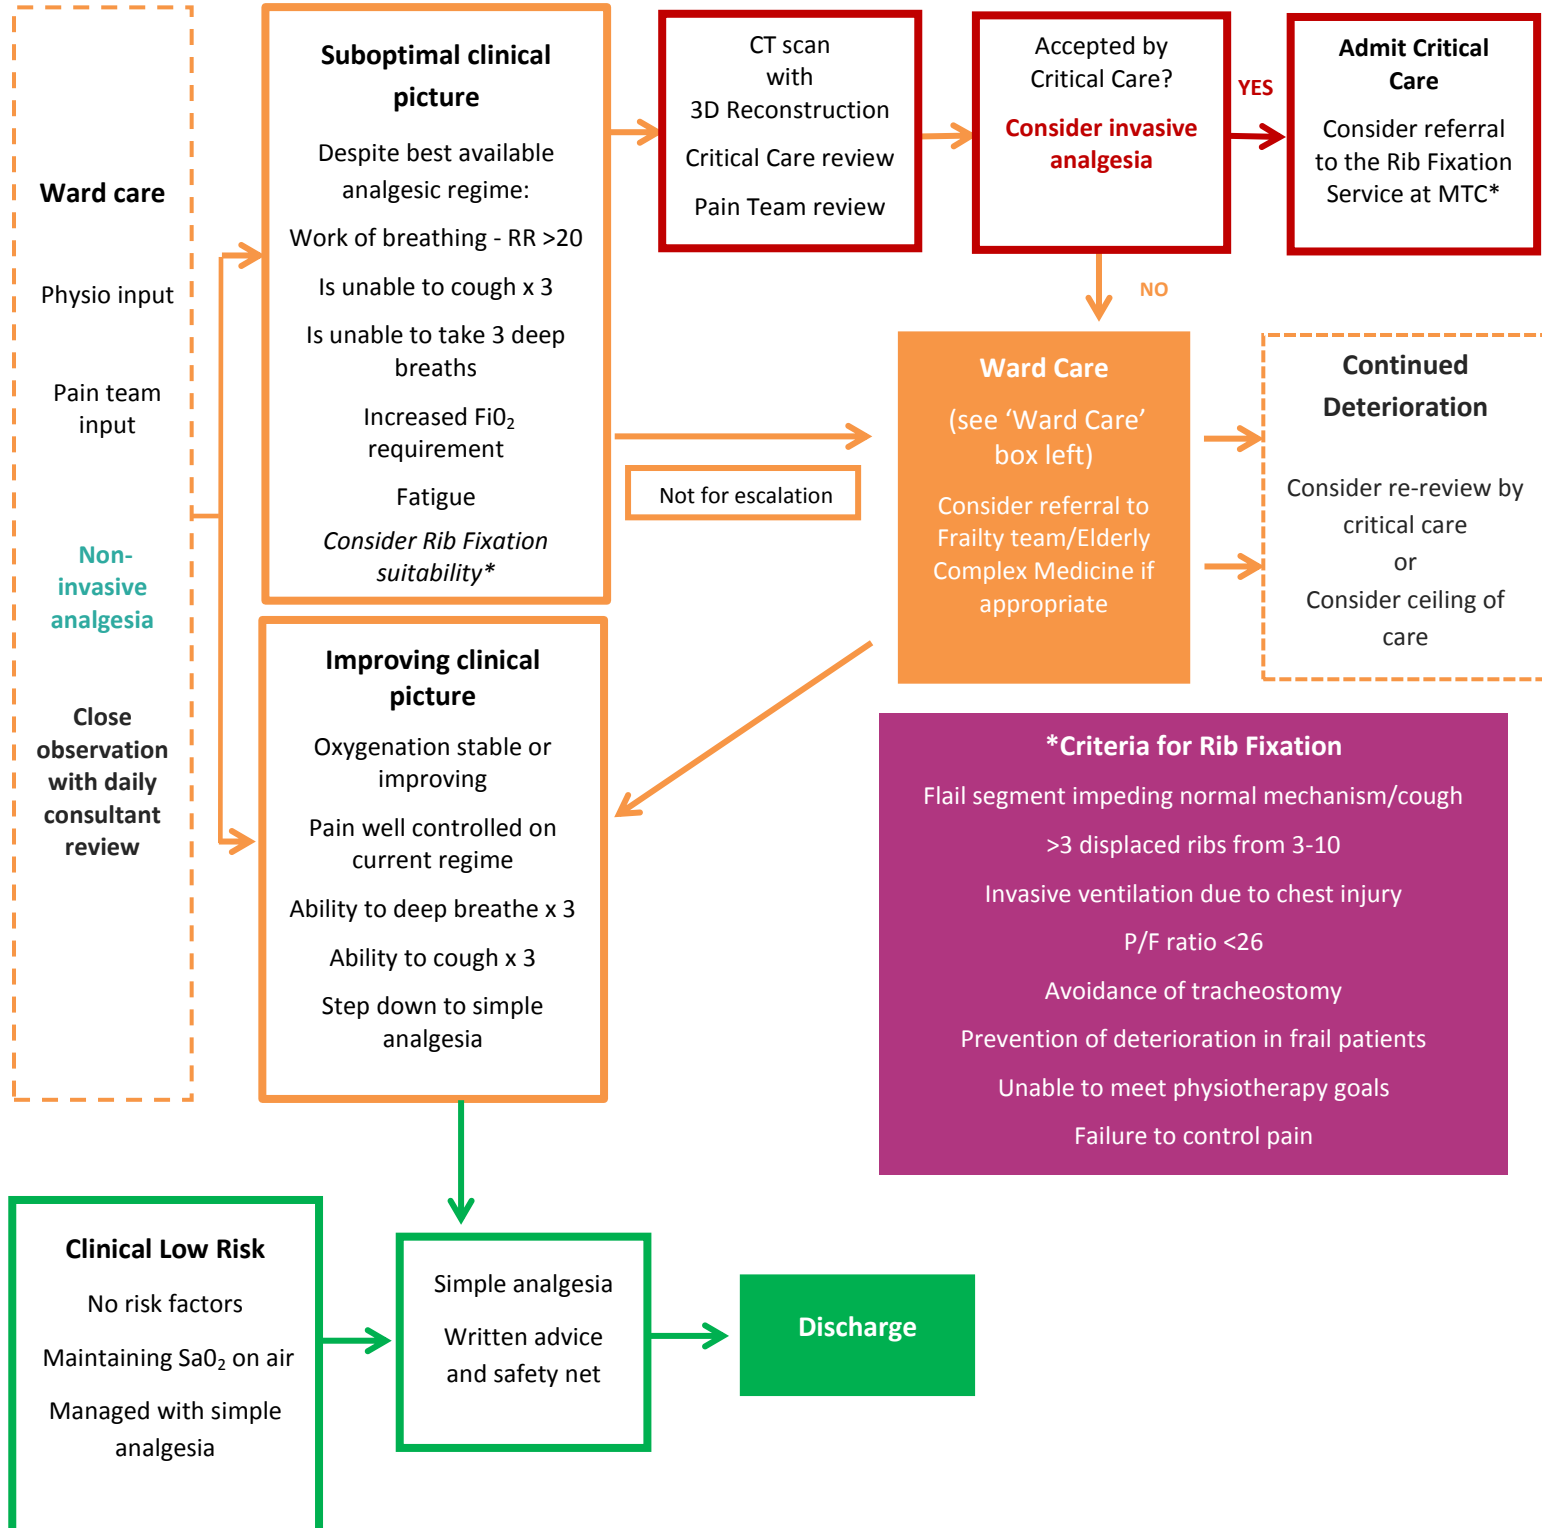 Ward care
Physio input
Pain team
input
Non-
invasive
analgesia
Close
observation
with daily
consultant
review
Suboptimal clinical
picture
Despite best available
analgesic regime:
Work of breathing - RR >20
Is unable to cough x 3
Is unable to take 3 deep
breaths
Increased Fi0₂
requirement
Fatigue
Consider Rib Fixation
suitability*
CT scan
with
3D Reconstruction
Critical Care review
Pain Team review
Accepted by
Critical Care?
Consider invasive
analgesia
YES
Admit Critical
Care
Consider referral
to the Rib Fixation
Service at MTC*
NO
Not for escalation
Ward Care
(see ‘Ward Care’
box left)
Consider referral to
Frailty team/Elderly
Complex Medicine if
appropriate
Continued
Deterioration
Consider re-review by
critical care
or
Consider ceiling of
care
Improving clinical
picture
Oxygenation stable or
improving
Pain well controlled on
current regime
Ability to deep breathe x 3
Ability to cough x 3
Step down to simple
analgesia
*Criteria for Rib Fixation
Flail segment impeding normal mechanism/cough
>3 displaced ribs from 3-10
Invasive ventilation due to chest injury
P/F ratio <26
Avoidance of tracheostomy
Prevention of deterioration in frail patients
Unable to meet physiotherapy goals
Failure to control pain
Clinical Low Risk
No risk factors
Maintaining Sa0₂ on air
Managed with simple
analgesia
Simple analgesia
Written advice
and safety net
Discharge